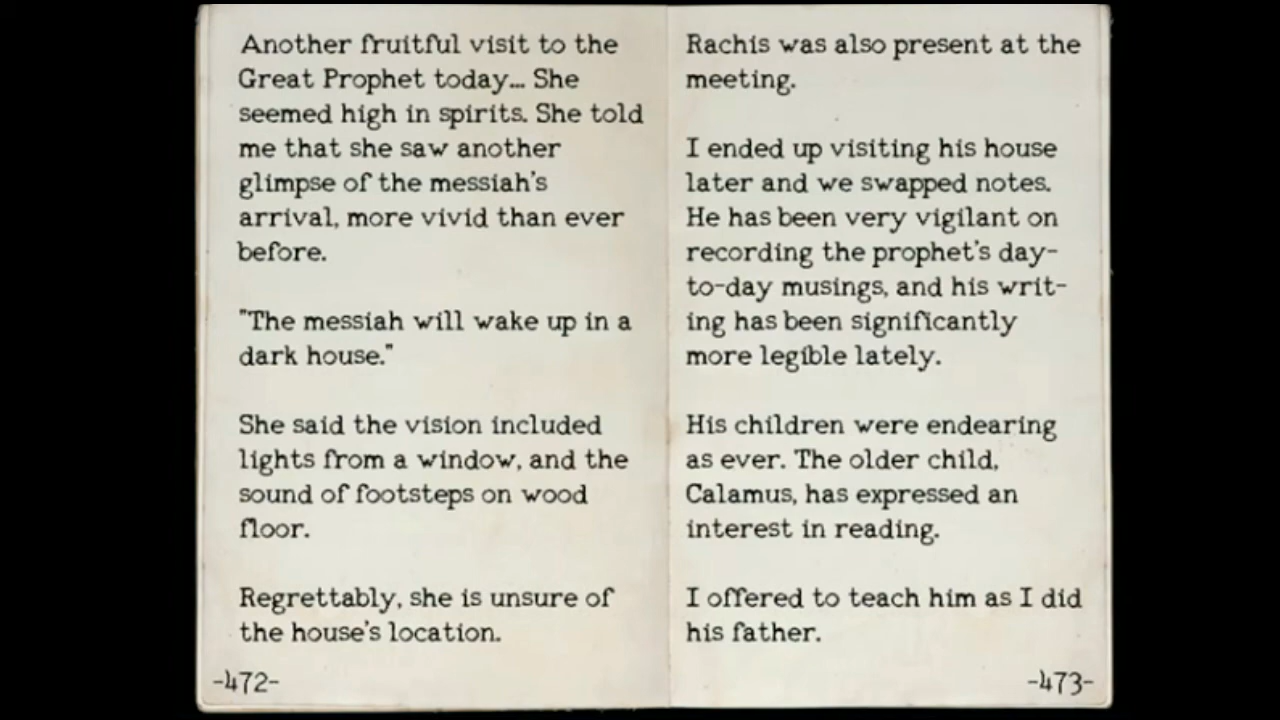 Another fruitful visit to the
Great Prophet today... She
seemed high in spirits. She told
me that she saw another
glimpse of the messiah's
arrival, more vivid than ever
before.
"The messiah will wake up in a
dark house."
She said the vision included
lights from a window, and the
sound of footsteps on wood
floor.
Regrettably, she is unsure of
the house's location.
-472-
Rachis was also present at the
meeting.
I ended up visiting his house
later and we swapped notes.
He has been very vigilant on
recording the prophet's day-
to-day musings, and his writ-
ing has been significantly
more legible lately.
His children were endearing
as ever. The older child,
Calamus, has expressed an
interest in reading.
I offered to teach him as I did
his father.
-473-